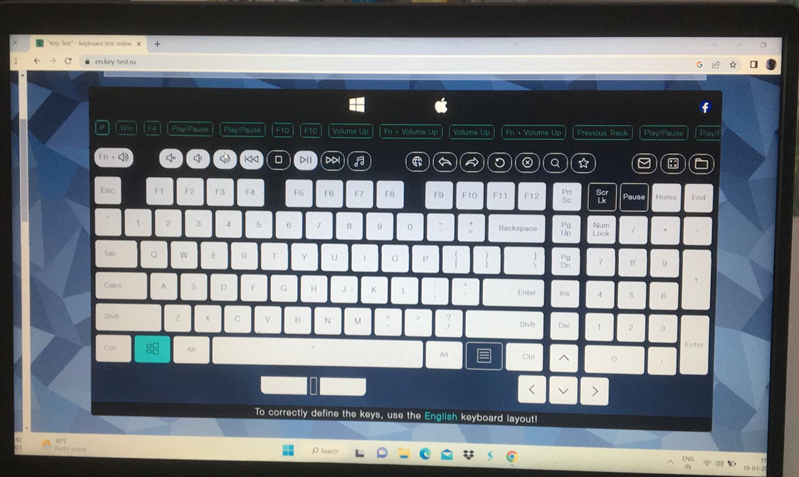 "Key-Test" - keyboard test online
en.key-test.ru
P Win F4 Play/Pause Play/Pause F10 F10 Volume Up Fn + Volume Up Volume Up Fn + Volume Up Previous Track Play/Pause Play/F
Fn +
Esc F1 F2 F3 F4 F5 F6 F7 F8 F9 F10 F11 F12 Prt Sc Scr Lk Pause Home End
1 2 3 4 5 6 7 8 9 0 - = Backspace Pg Up Num Lock / * -
Tab Q W E R T Y U I O P { [ } ] | \ Pg Dn 7 8 9 +
Caps A S D F G H J K L : ; Enter Ins 4 5 6
Shift Z X C V B N M < > ? / Shift Del 1 2 3 Enter
Ctrl Alt Alt Ctrl 0 .
To correctly define the keys, use the English keyboard layout!
30°C
Partly sunny
Search
ENG
IN